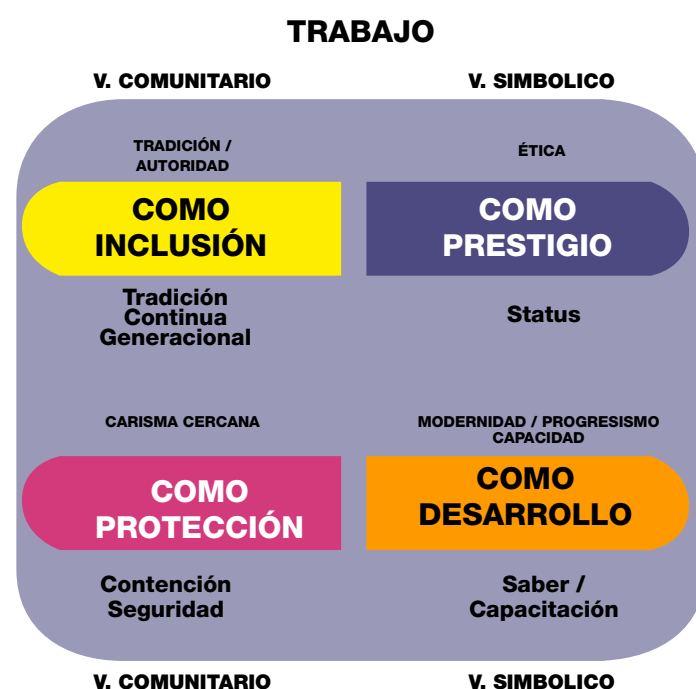 TRABAJO
V. COMUNITARIO
V. SIMBOLICO
TRADICIÓN /
AUTORIDAD
COMO
INCLUSIÓN
Tradición
Continua
Generacional
ÉTICA
COMO
PRESTIGIO
Status
CARISMA CERCANA
COMO
PROTECCIÓN
Contención
Seguridad
MODERNIDAD / PROGRESISMO
CAPACIDAD
COMO
DESARROLLO
Saber /
Capacitación
V. COMUNITARIO
V. SIMBOLICO